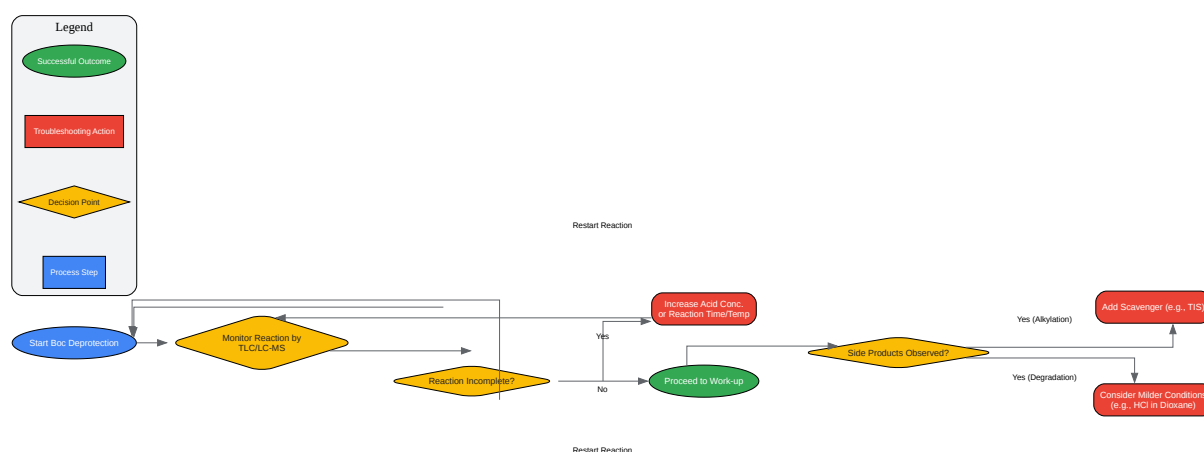 Legend
Successful Outcome
Troubleshooting Action
Decision Point
Process Step
Restart Reaction
Start Boc Deprotection
Monitor Reaction by
TLC/LC-MS
Reaction Incomplete?
Increase Acid Conc.
or Reaction Time/Temp
Yes
No
Proceed to Work-up
Side Products Observed?
Yes (Alkylation)
Add Scavenger (e.g., TIS)
Yes (Degradation)
Consider Milder Conditions
(e.g., HCl in Dioxane)
Restart Reaction